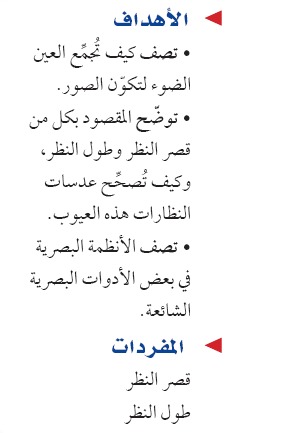 الأهداف
• تصف كيف تُجمِّع العين
الضوء لتكوّن الصور.
• توضّح المقصود بكل من
قصر النظر وطول النظر،
وكيف تُصحِّح عدسات
النظارات هذه العيوب.
• تصف الأنظمة البصرية
في بعض الأدوات البصرية
الشائعة.
المفردات
قصر النظر
طول النظر